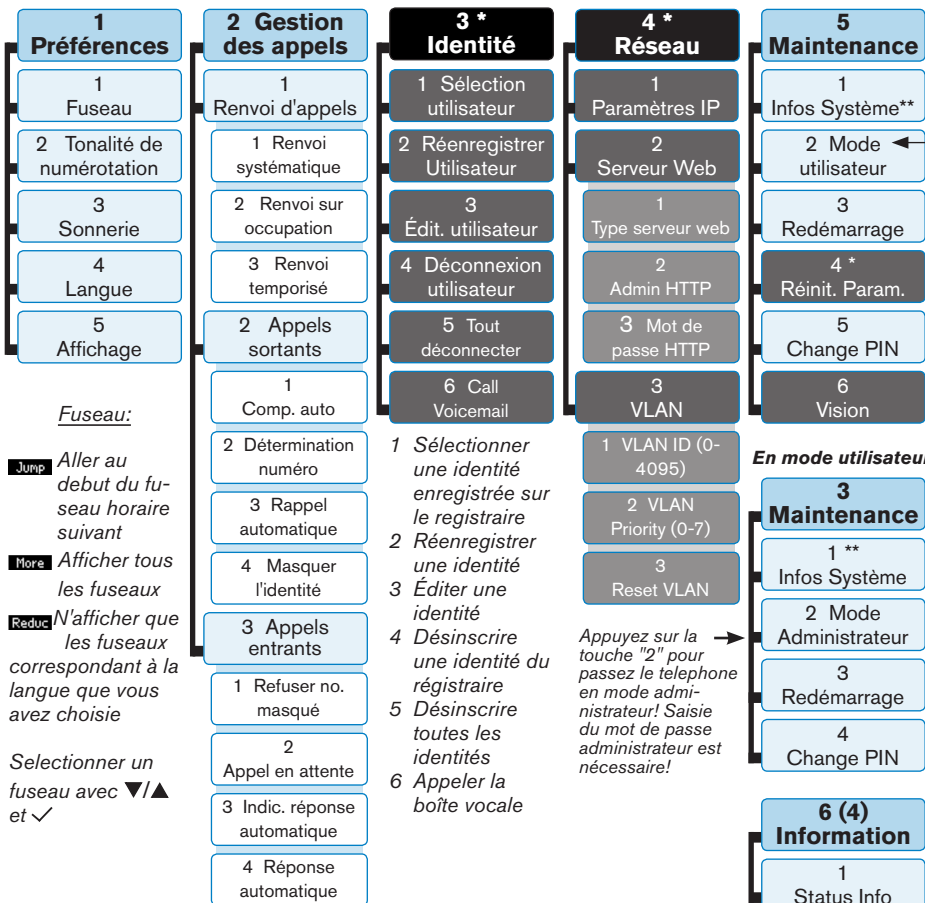 1
Préférences
1
Fuseau
2 Tonalité de
numérotation
3
Sonnerie
4
Langue
5
Affichage
Fuseau:
Jump Aller au
debut du fu-
seau horaire
suivant
More Afficher tous
les fuseaux
Reduc N'afficher que
les fuseaux
correspondant à la
langue que vous
avez choisie
Selectionner un
fuseau avec ▼/▲
et ✓
2 Gestion
des appels
1
Renvoi d'appels
1 Renvoi
systématique
2 Renvoi sur
occupation
3 Renvoi
temporisé
2 Appels
sortants
1
Comp. auto
2 Détermination
numéro
3 Rappel
automatique
4 Masquer
l'identité
3 Appels
entrants
1 Refuser no.
masqué
2
Appel en attente
3 Indic. réponse
automatique
4 Réponse
automatique
3 *
Identité
1 Sélection
utilisateur
2 Réenregistrer
Utilisateur
3
Édit. utilisateur
4 Déconnexion
utilisateur
5 Tout
déconnecter
6 Call
Voicemail
1 Sélectionner
une identité
enregistrée sur
le registraire
2 Réenregistrer
une identité
3 Éditer une
identité
4 Désinscrire
une identité du
régistraire
5 Désinscrire
toutes les
identités
6 Appeler la
boîte vocale
4 *
Réseau
1
Paramètres IP
2
Serveur Web
1
Type serveur web
2
Admin HTTP
3 Mot de
passe HTTP
3
VLAN
1 VLAN ID (0-
4095)
2 VLAN
Priority (0-7)
3
Reset VLAN
Appuyez sur la
touche "2" pour
passez le telephone
en mode admi-
nistrateur! Saisie
du mot de passe
administrateur est
nécessaire!
5
Maintenance
1
Infos Système**
2 Mode
utilisateur
3
Redémarrage
4 *
Réinit. Param.
5
Change PIN
6
Vision
En mode utilisateur
3
Maintenance
1 **
Infos Système
2 Mode
Administrateur
3
Redémarrage
4
Change PIN
6 (4)
Information
1
Status Info